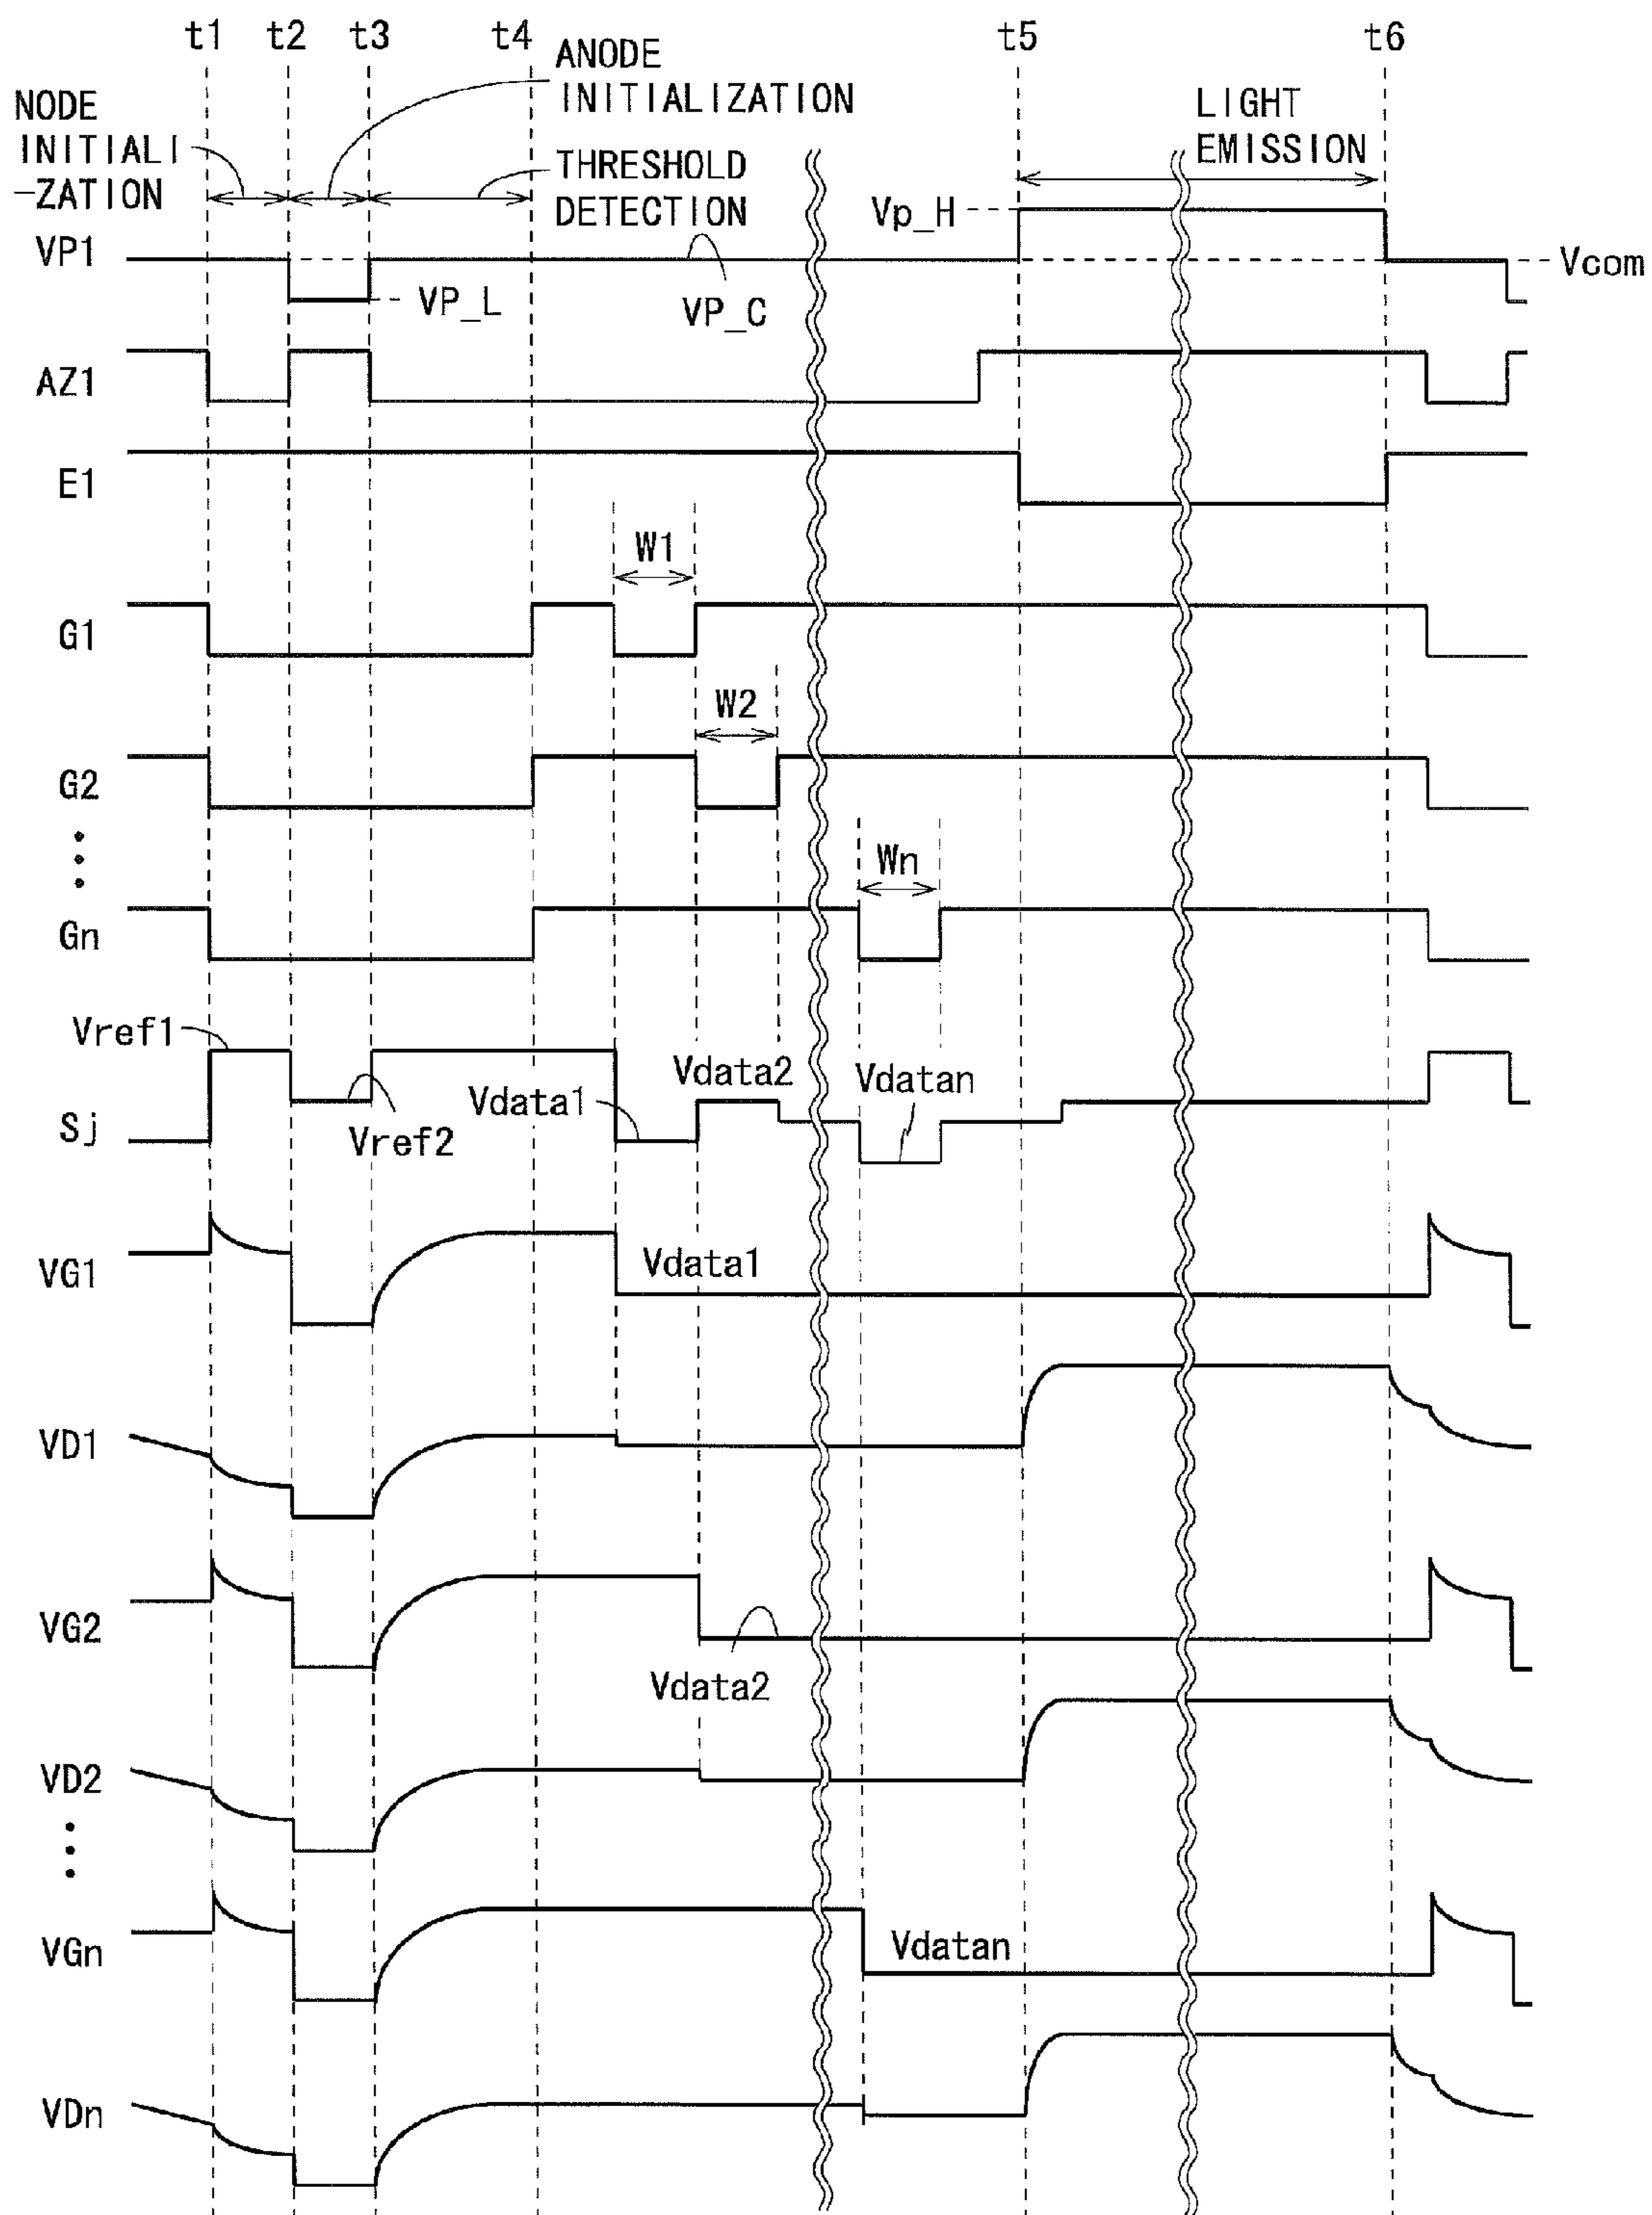 t1 t2 t3 t4 t5 t6
NODE
INITIALI
-ZATION
ANODE
INITIALIZATION
THRESHOLD
DETECTION
LIGHT
EMISSION
Vp_H
VP1
Vcom
VP_L
VP_C
AZ1
E1
W1
G1
W2
G2
Wn
Gn
Vref1
Vdata2
Vdatan
Vdata1
Sj
Vref2
Vdata1
VG1
VD1
VG2
Vdata2
VD2
VGn
Vdatan
VDn